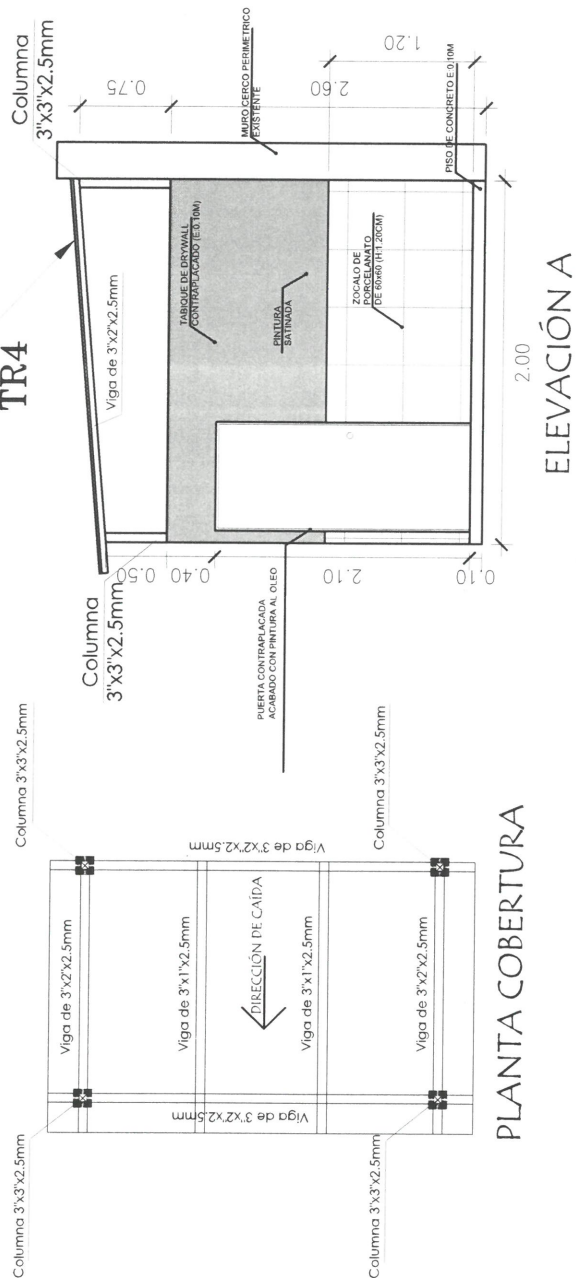 Columna 3"x3"x2.5mm
Columna 3"x3"x2.5mm
Viga de 3"x2"x2.5mm
Viga de 3"x1"x2.5mm
DIRECCIÓN DE CAÍDA
Viga de 3"x1"x2.5mm
Viga de 3"x2"x2.5mm
Viga de 3"x2"x2.5mm
Viga de 3"x2"x2.5mm
Columna 3"x3"x2.5mm
Columna 3"x3"x2.5mm
PLANTA COBERTURA
TR4
Columna
3"x3"x2.5mm
Columna
3"x3"x2.5mm
Viga de 3"x2"x2.5mm
0.50
0.40
2.10
0.10
0.75
2.60
1.20
TABIQUE DE DRYWALL
CONTRAPLACADO (E:0.10M)
PINTURA
SATINADA
ZOCALO DE
PORCELANATO
DE 60x60 (H:1.20CM)
MURO CERCO PERIMETRICO
EXISTENTE
PISO DE CONCRETO E:0.10M
PUERTA CONTRAPLACADA
ACABADO CON PINTURA AL OLEO
2.00
ELEVACIÓN A